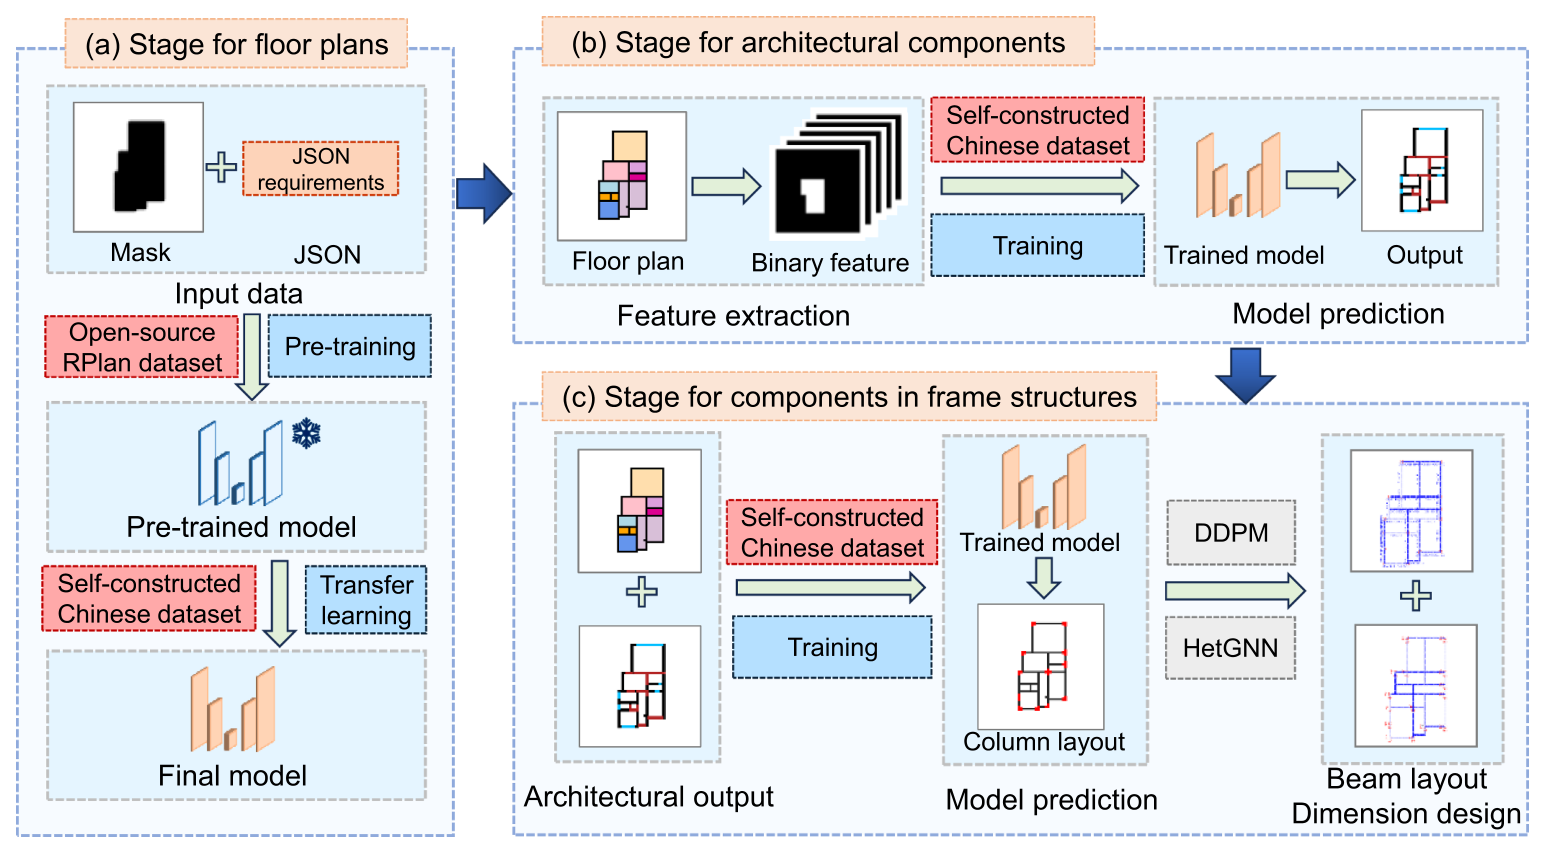 (a) Stage for floor plans
JSON
requirements
Mask
JSON
Input data
Open-source
RPlan dataset
Pre-training
Pre-trained model
Self-constructed
Chinese dataset
Transfer
learning
Final model
(b) Stage for architectural components
Floor plan
Binary feature
Feature extraction
Self-constructed
Chinese dataset
Training
Trained model
Output
Model prediction
(c) Stage for components in frame structures
Architectural output
Self-constructed
Chinese dataset
Training
Trained model
Column layout
Model prediction
DDPM
HetGNN
Beam layout
Dimension design